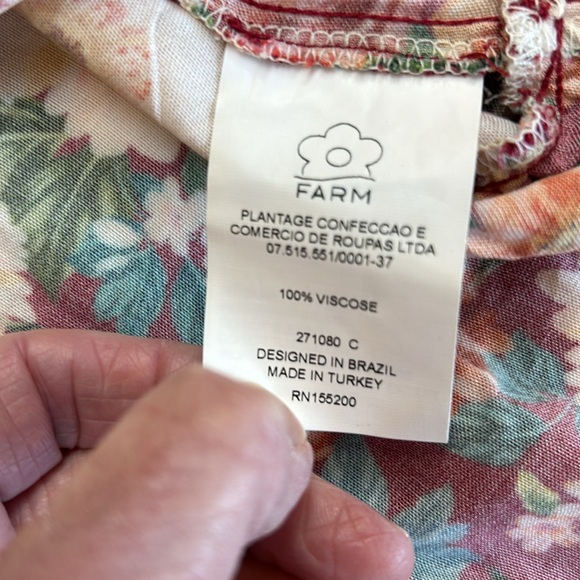 FARM
PLANTAGE CONFECCAO E
COMERCIO DE ROUPAS LTDA
07.515.551/0001-37
100% VISCOSE
271080 C
DESIGNED IN BRAZIL
MADE IN TURKEY
RN155200